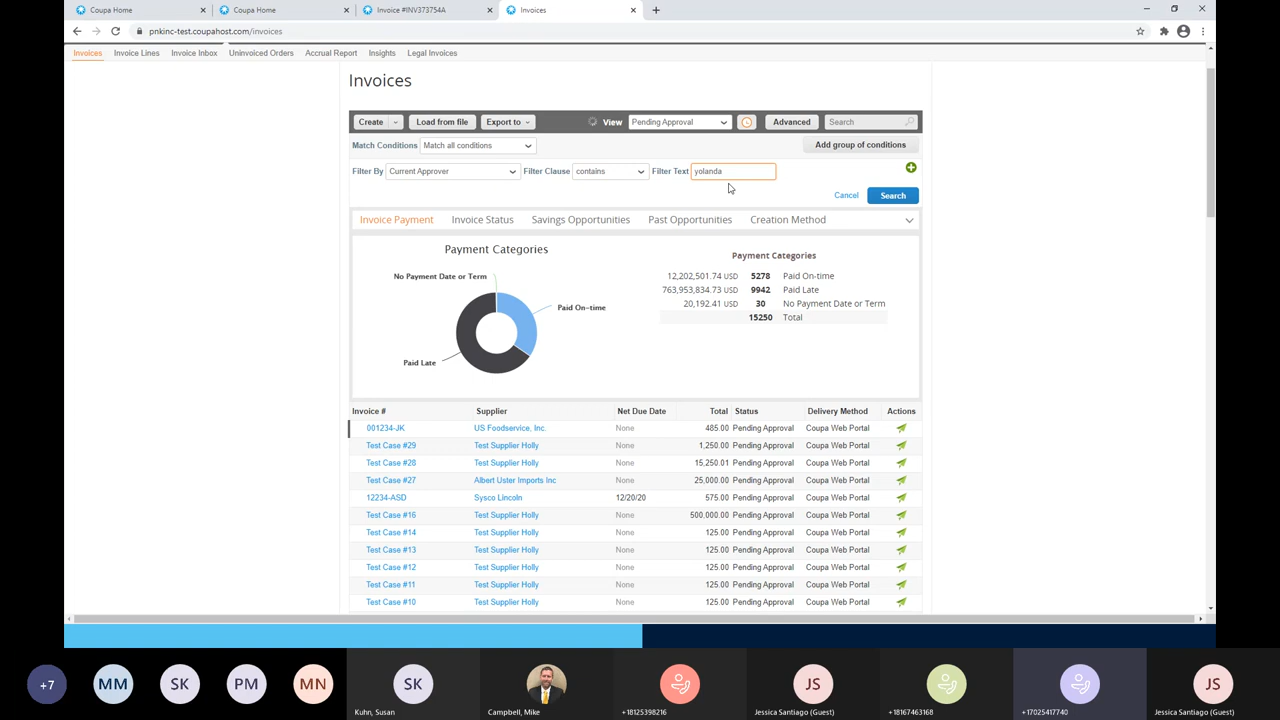 Coupa Home
Coupa Home
Invoice #INV373754A
Invoices
pnkinc-test.coupahost.com/invoices
Invoices Invoice Lines Invoice Inbox Uninvoiced Orders Accrual Report Insights Legal Invoices
Invoices
Create Load from file Export to View Pending Approval Advanced Search
Match Conditions Match all conditions Add group of conditions
Filter By Current Approver Filter Clause contains Filter Text yolanda
Cancel Search
Invoice Payment Invoice Status Savings Opportunities Past Opportunities Creation Method
Payment Categories
No Payment Date or Term
Paid On-time
Paid Late
Payment Categories
12,202,501.74 USD 5278 Paid On-time
763,953,834.73 USD 9942 Paid Late
20,192.41 USD 30 No Payment Date or Term
15250 Total
Invoice # Supplier Net Due Date Total Status Delivery Method Actions
001234-JK US Foodservice, Inc. None 485.00 Pending Approval Coupa Web Portal
Test Case #29 Test Supplier Holly None 1,250.00 Pending Approval Coupa Web Portal
Test Case #28 Test Supplier Holly None 15,250.01 Pending Approval Coupa Web Portal
Test Case #27 Albert Uster Imports Inc None 25,000.00 Pending Approval Coupa Web Portal
12234-ASD Sysco Lincoln 12/20/20 575.00 Pending Approval Coupa Web Portal
Test Case #16 Test Supplier Holly None 500,000.00 Pending Approval Coupa Web Portal
Test Case #14 Test Supplier Holly None 125.00 Pending Approval Coupa Web Portal
Test Case #13 Test Supplier Holly None 125.00 Pending Approval Coupa Web Portal
Test Case #12 Test Supplier Holly None 125.00 Pending Approval Coupa Web Portal
Test Case #11 Test Supplier Holly None 125.00 Pending Approval Coupa Web Portal
Test Case #10 Test Supplier Holly None 125.00 Pending Approval Coupa Web Portal
+7 MM SK PM MN SK JS JS
Kuhn, Susan Campbell, Mike +18125398216 Jessica Santiago (Guest) +18167463168 +17025417740 Jessica Santiago (Guest)